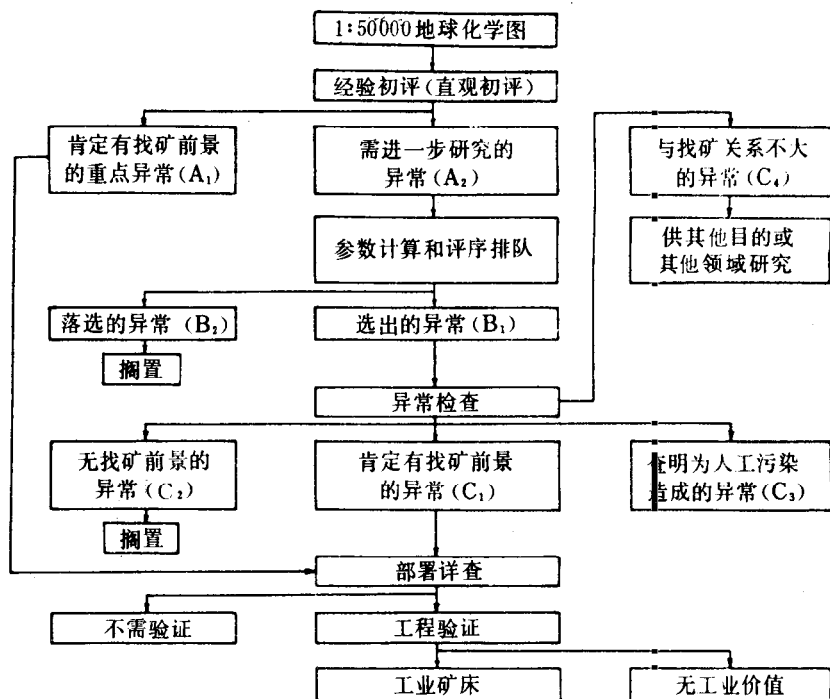 1:50000地球化学图
经验初评(直观初评)
肯定有找矿前景
的重点异常(A₁)
需进一步研究的
异常(A₂)
与找矿关系不大
的异常(C₄)
参数计算和评序排队
供其他目的或
其他领域研究
落选的异常(B₂)
选出的异常(B₁)
搁置
异常检查
无找矿前景的
异常(C₂)
肯定有找矿前景
的异常(C₁)
查明为人工污染
造成的异常(C₃)
搁置
部署详查
不需验证
工程验证
工业矿床
无工业价值